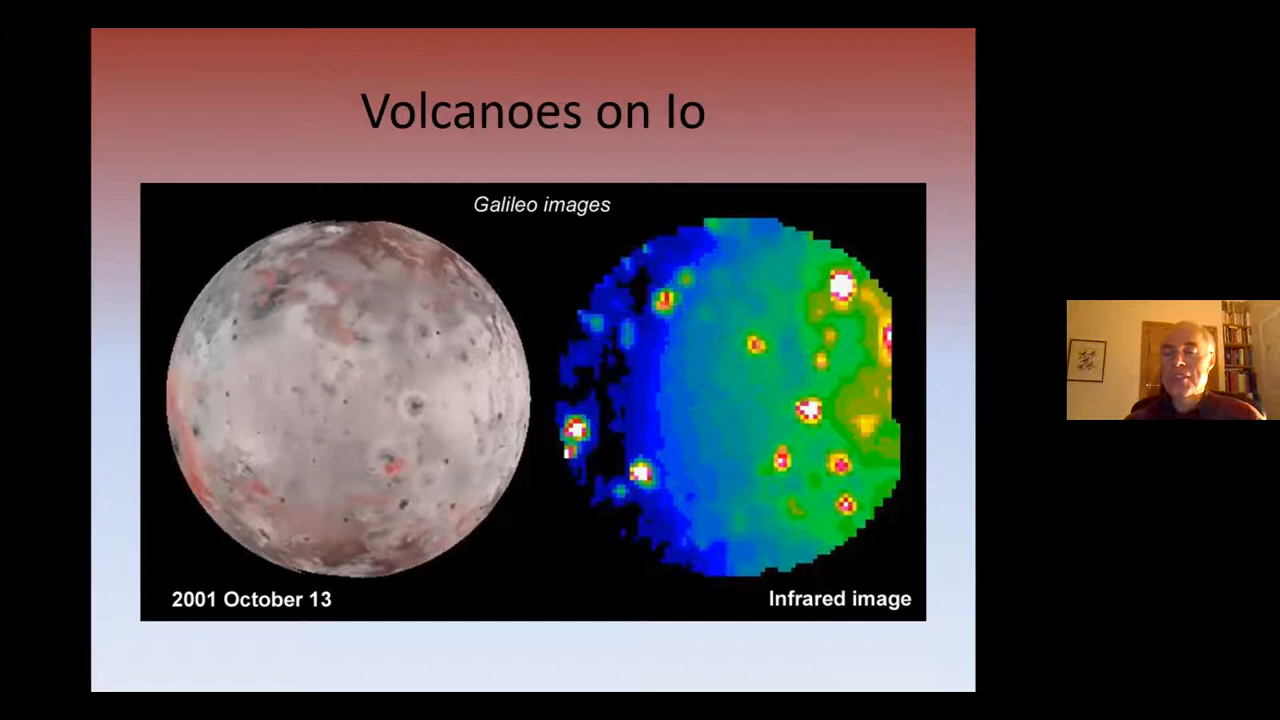 Volcanoes on Io
Galileo images
2001 October 13
Infrared image